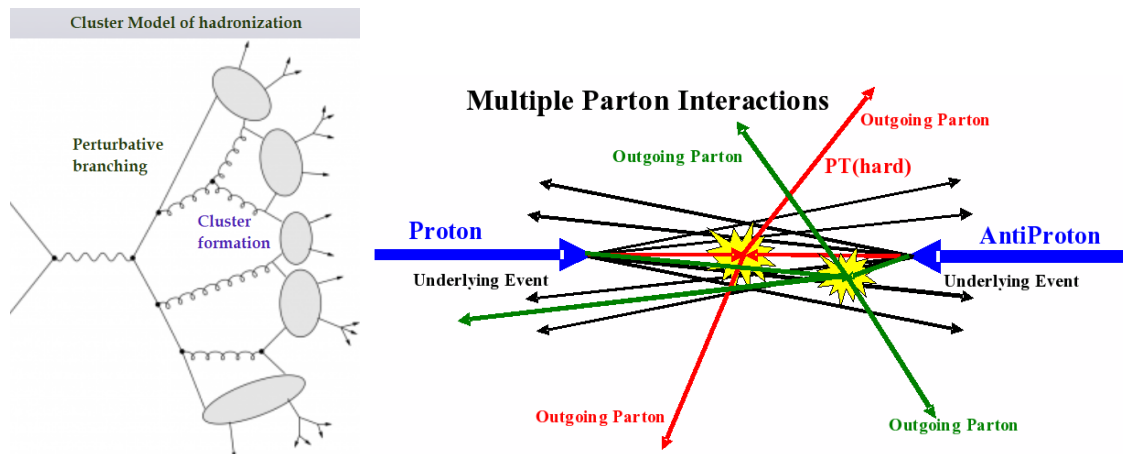 Cluster Model of hadronization
Perturbative
branching
Cluster
formation
Multiple Parton Interactions
Outgoing Parton
Outgoing Parton
PT(hard)
Proton
AntiProton
Underlying Event
Underlying Event
Outgoing Parton
Outgoing Parton